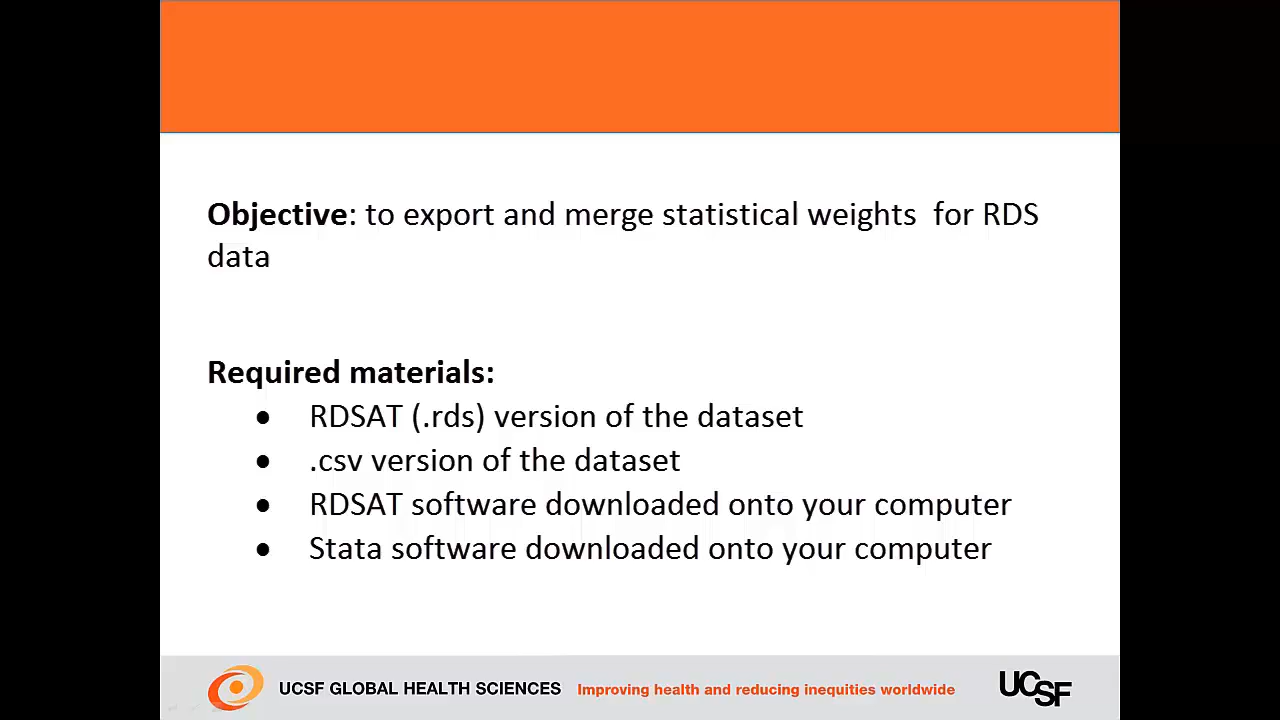 Objective: to export and merge statistical weights  for RDS
data
Required materials:
● RDSAT (.rds) version of the dataset
● .csv version of the dataset
● RDSAT software downloaded onto your computer
● Stata software downloaded onto your computer
UCSF GLOBAL HEALTH SCIENCES Improving health and reducing inequities worldwide UCSF